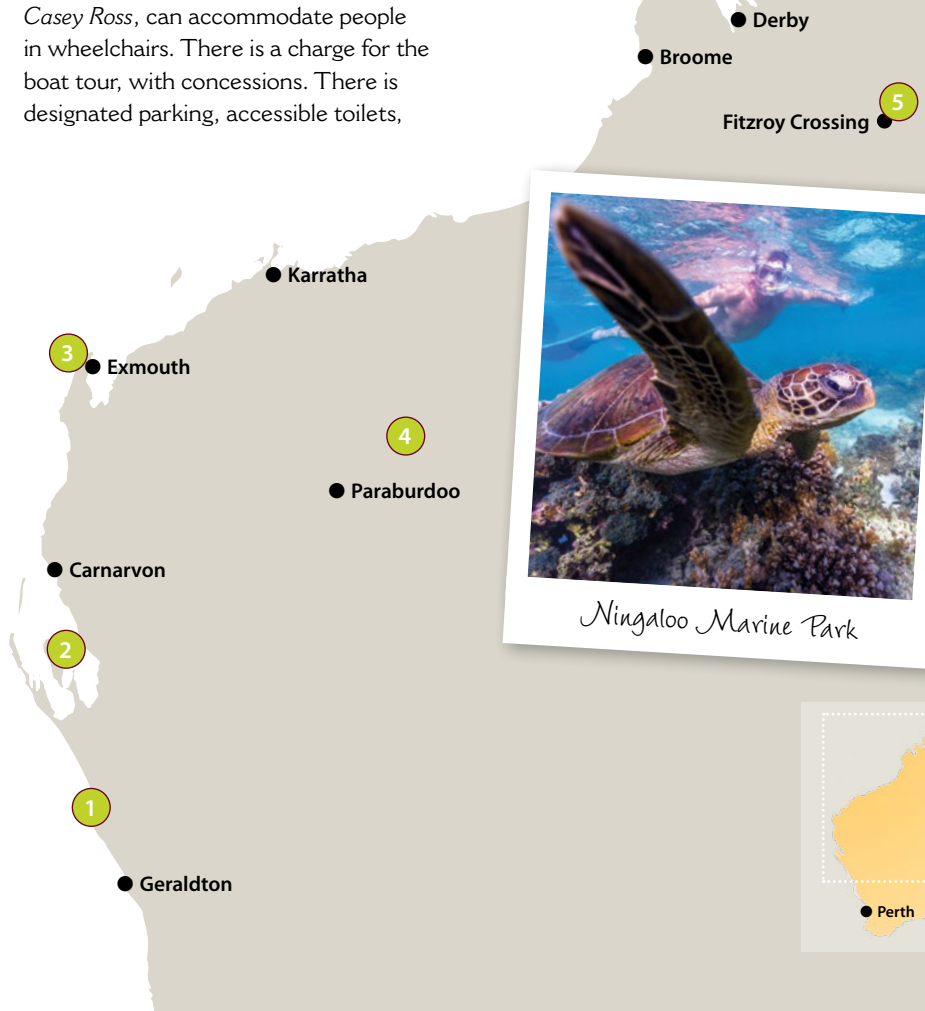 Casey Ross, can accommodate people
in wheelchairs. There is a charge for the
boat tour, with concessions. There is
designated parking, accessible toilets,
Derby
Broome
5
Fitzroy Crossing
Karratha
3
Exmouth
4
Paraburdoo
Carnarvon
Ningaloo Marine Park
2
1
Geraldton
Perth